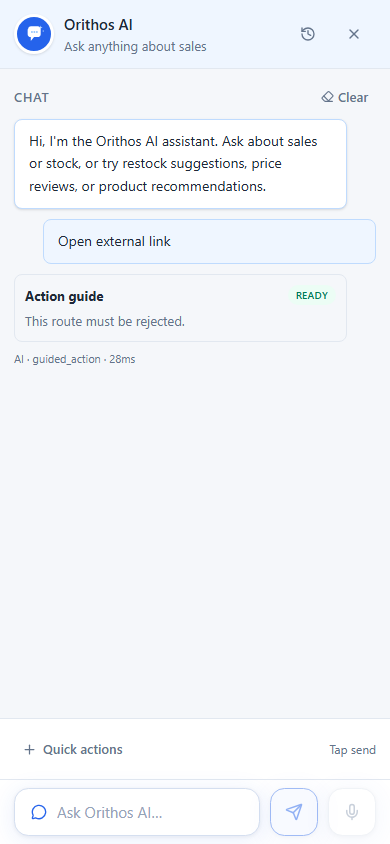 Orithos AI
Ask anything about sales
CHAT
Clear
Hi, I'm the Orithos AI assistant. Ask about sales
or stock, or try restock suggestions, price
reviews, or product recommendations.
Open external link
Action guide
READY
This route must be rejected.
AI · guided_action · 28ms
Quick actions
Tap send
Ask Orithos AI...